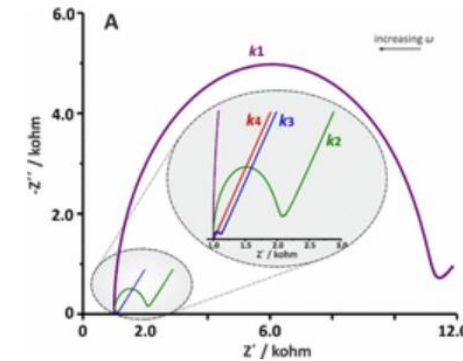 A
6.0
4.0
2.0
0
-Z´´ / kohm
k1
increasing ω
k4
k3
k2
1.0
1.5
2.0
2.5
3.0
Z´ / kohm
0
2.0
6.0
12.0
Z´ / kohm